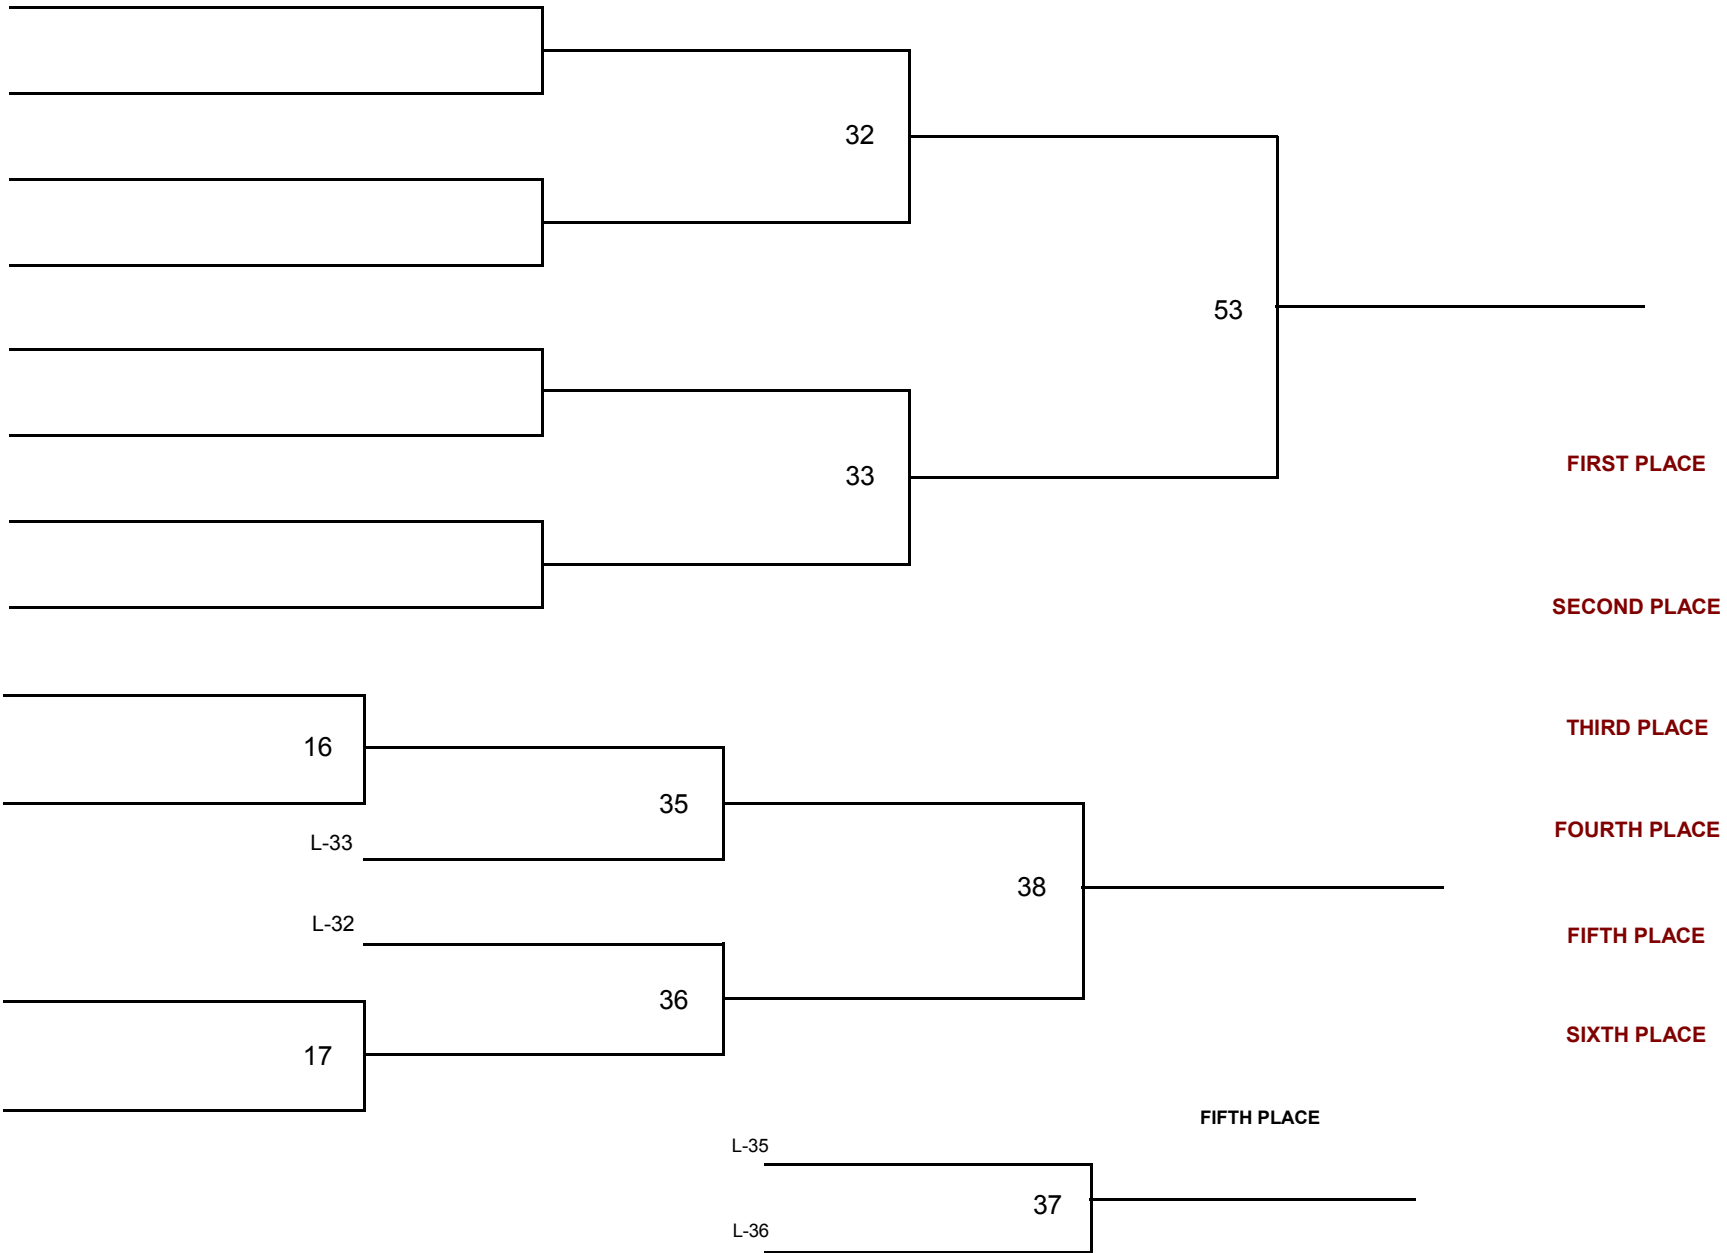 32
53
33
FIRST PLACE
SECOND PLACE
16
THIRD PLACE
35
L-33
FOURTH PLACE
38
L-32
FIFTH PLACE
36
17
SIXTH PLACE
FIFTH PLACE
L-35
37
L-36